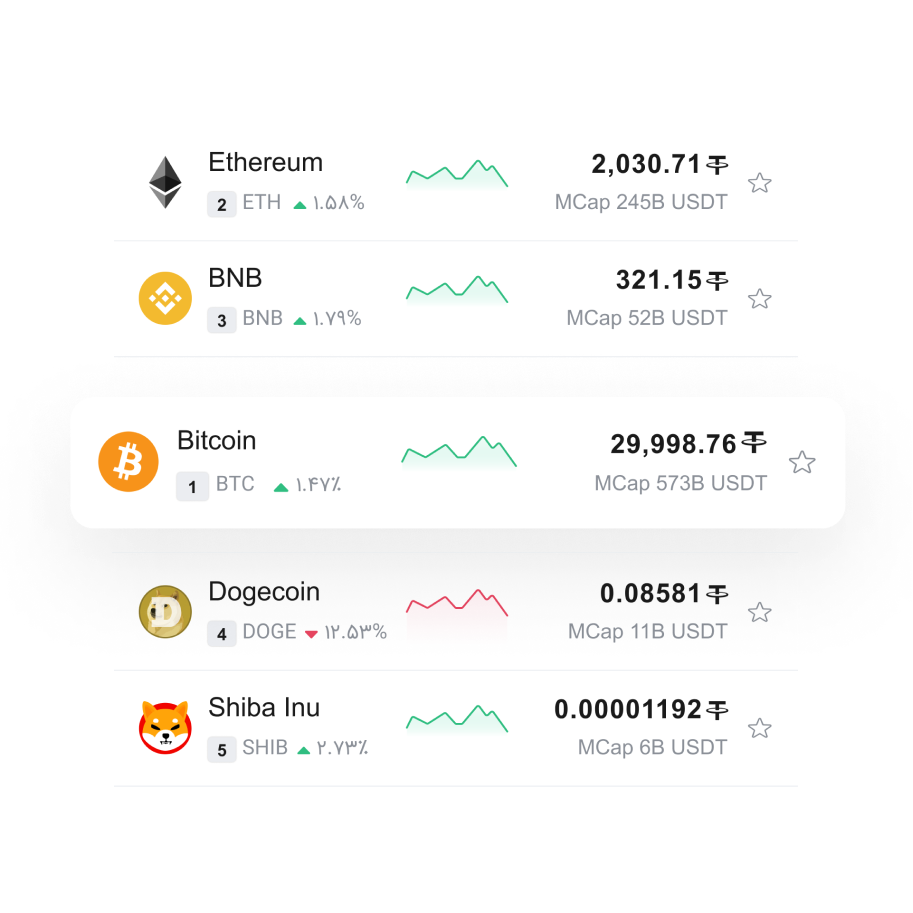 Ethereum
2,030.71
2 ETH ۱.۵۸%
MCap 245B USDT
BNB
321.15
3 BNB ۱.۷۹%
MCap 52B USDT
Bitcoin
29,998.76
1 BTC ۱.۴۷٪
MCap 573B USDT
Dogecoin
0.08581
4 DOGE ۱۲.۵۳%
MCap 11B USDT
Shiba Inu
0.00001192
5 SHIB ۲.۷۳٪
MCap 6B USDT